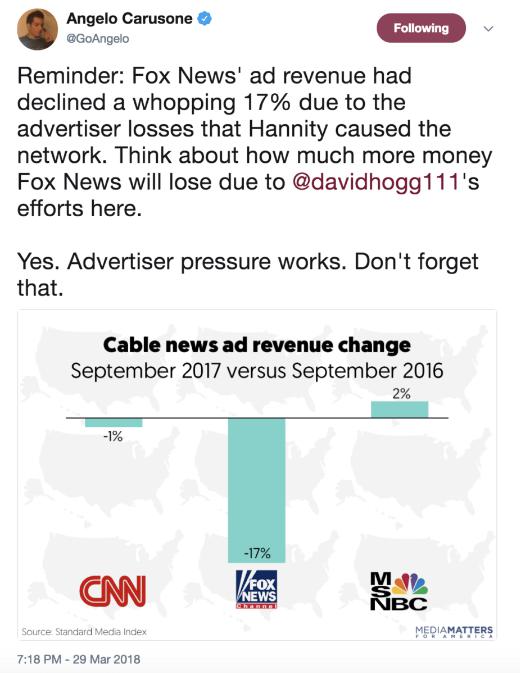 Angelo Carusone
@GoAngelo
Following
Reminder: Fox News' ad revenue had
declined a whopping 17% due to the
advertiser losses that Hannity caused the
network. Think about how much more money
Fox News will lose due to @davidhogg111's
efforts here.
Yes. Advertiser pressure works. Don't forget
that.
Cable news ad revenue change
September 2017 versus September 2016
2%
-1%
-17%
CNN
FOX
NEWS
Channel
M
S
NBC
Source: Standard Media Index
MEDIAMATTERS
FOR AMERICA
7:18 PM - 29 Mar 2018